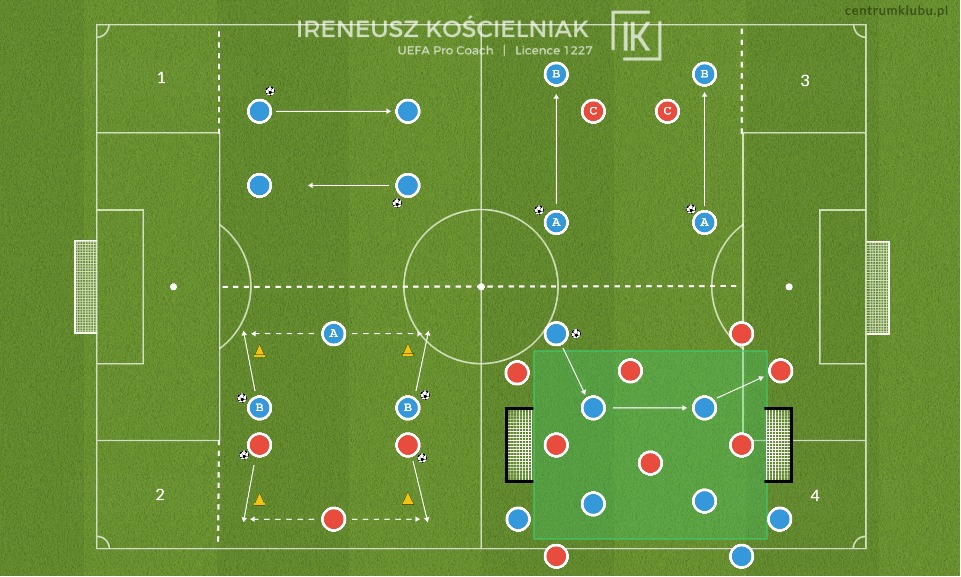 centrumklubu.pl
IRENEUSZ KOŚCIELNIAK IK
UEFA Pro Coach | Licence 1227
1
B B
3
C C
A A
A
B B
2
4